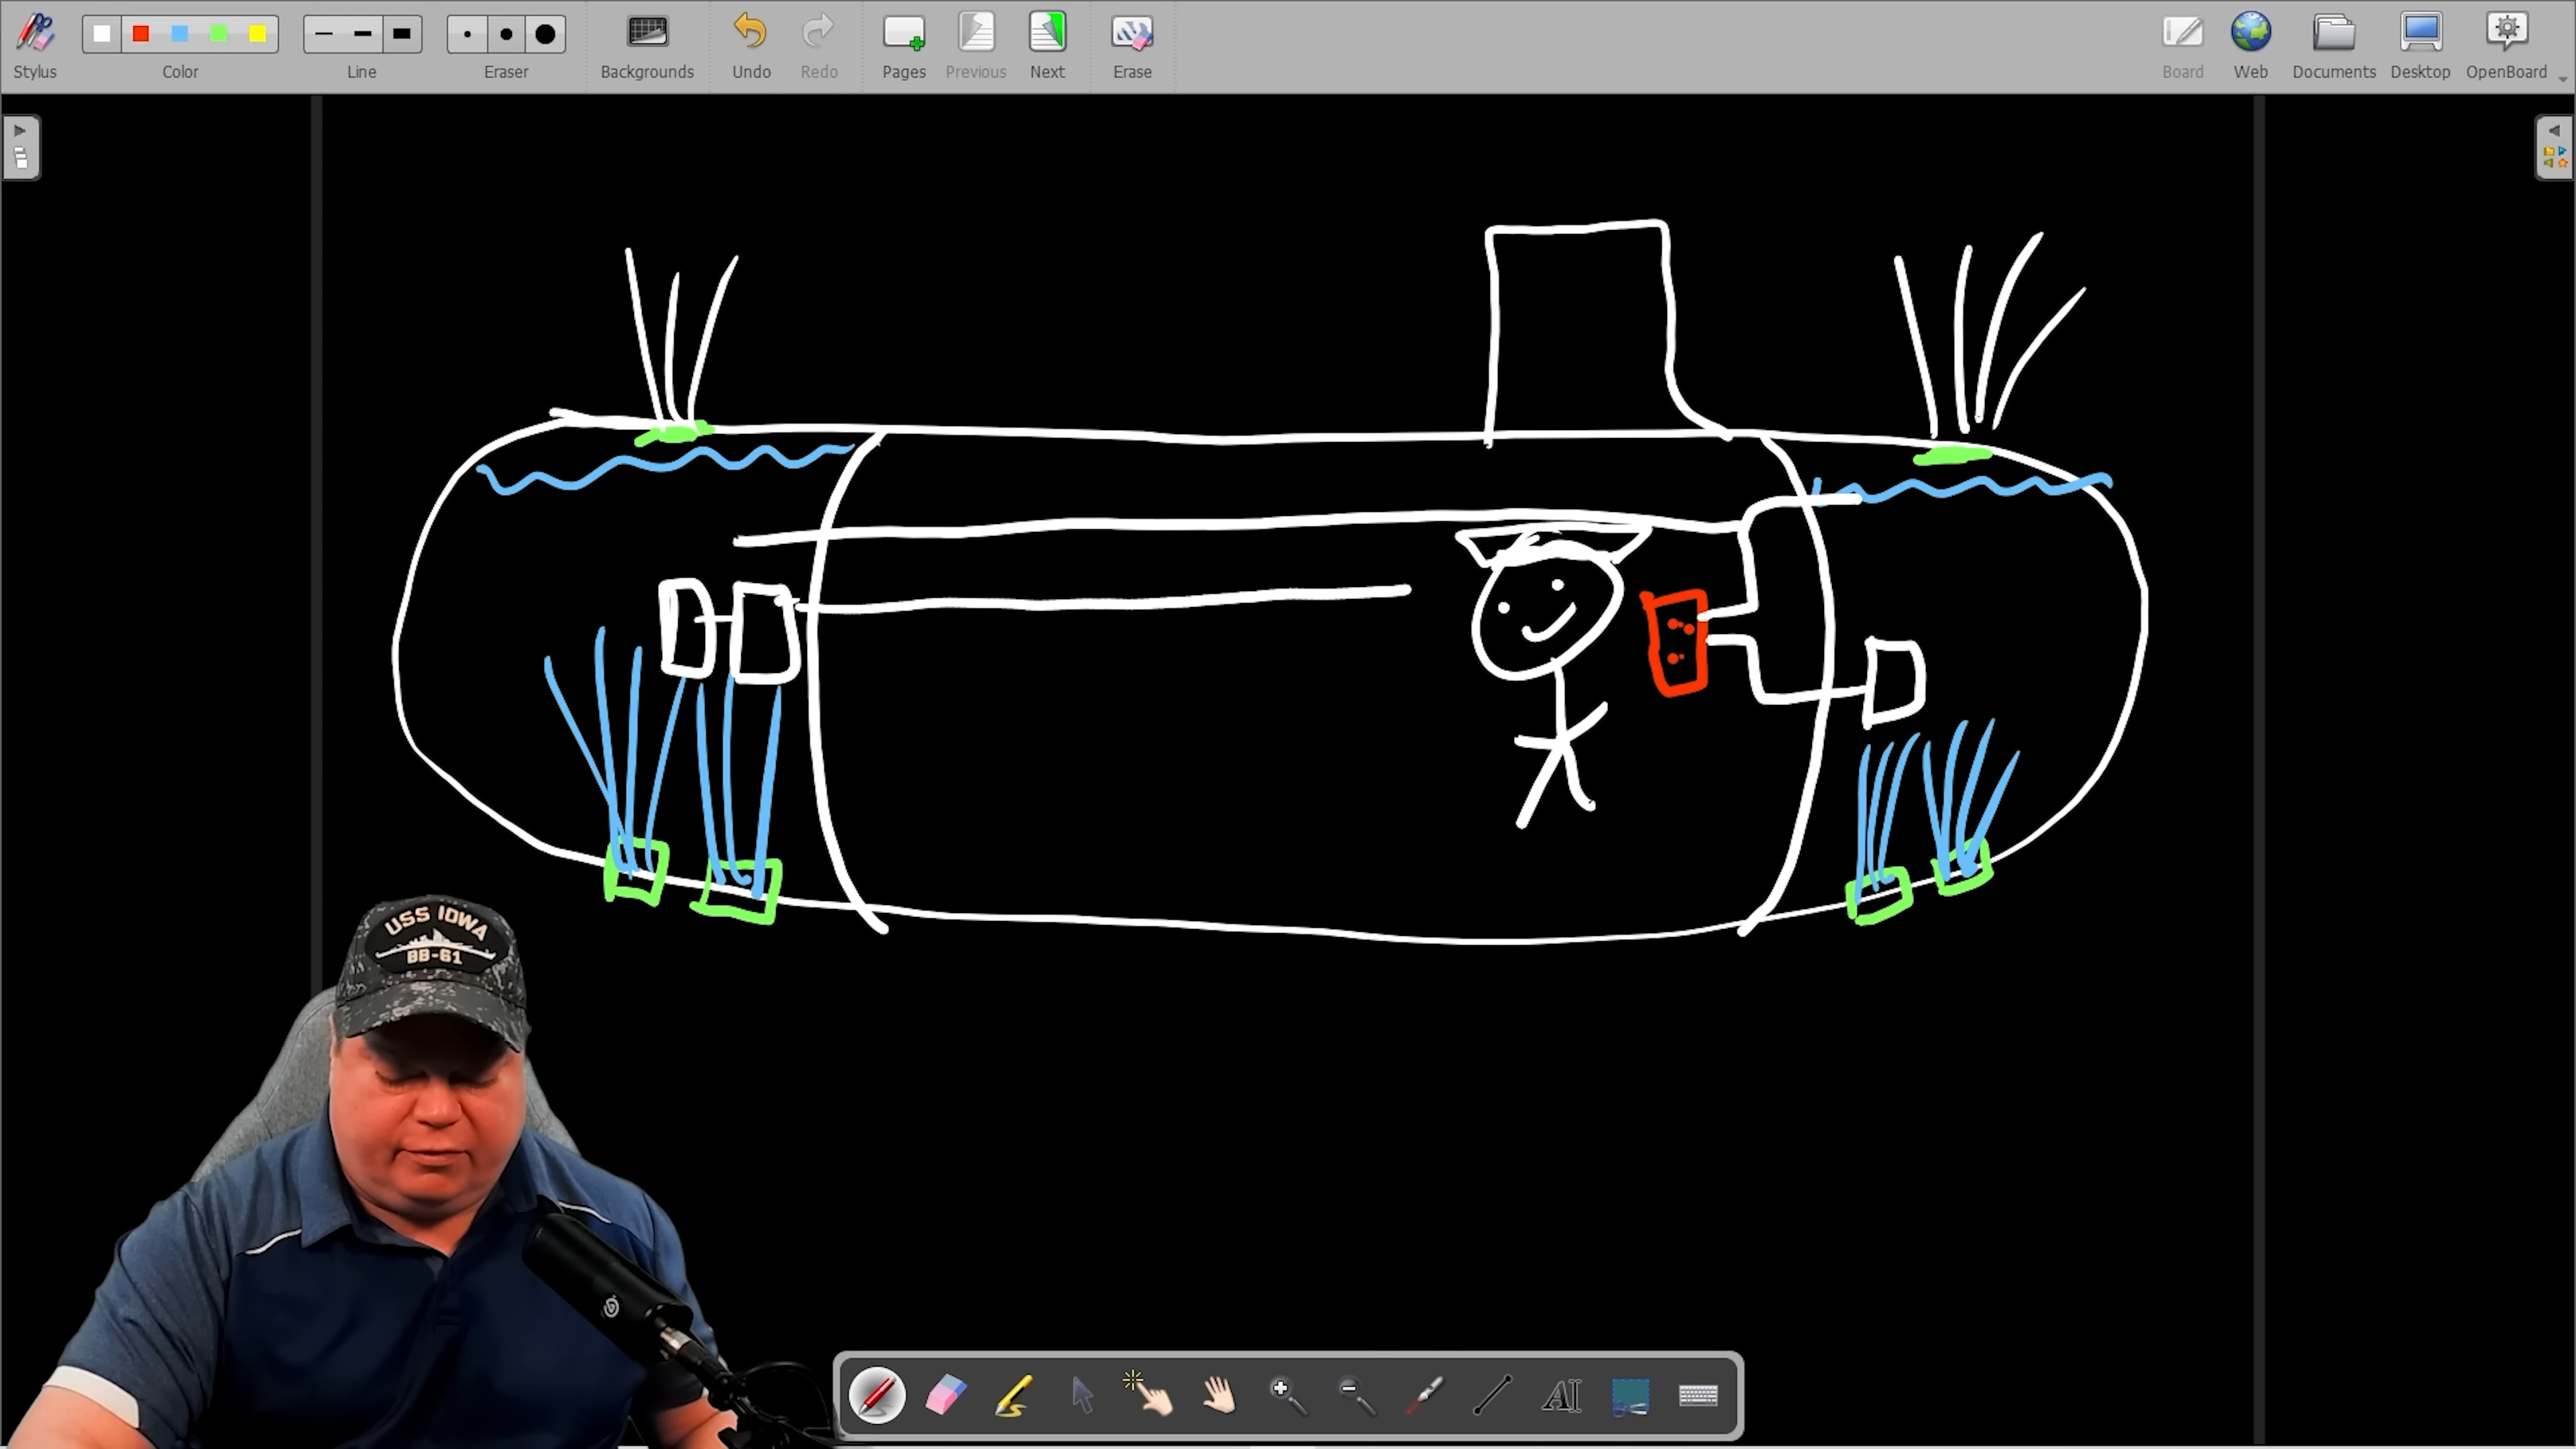 Stylus
Color
Line
Eraser
Backgrounds
Undo
Redo
Pages
Previous
Next
Erase
Board
Web
Documents
Desktop
OpenBoard
USS IOWA
BB-61
AI